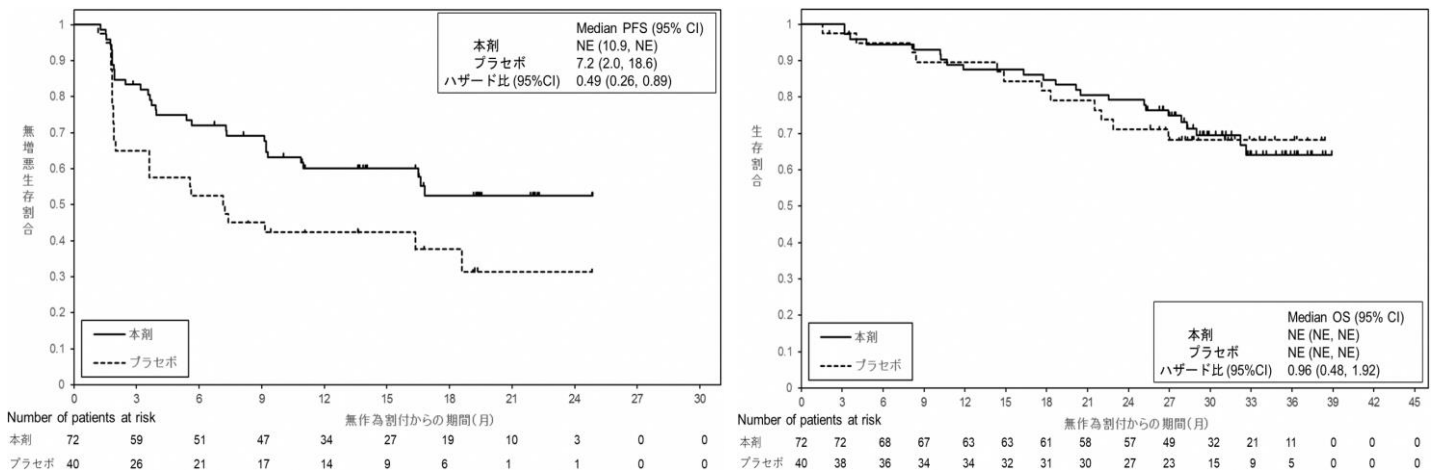 Median PFS (95% CI)
本剤 NE (10.9, NE)
プラセボ 7.2 (2.0, 18.6)
ハザード比 (95%CI) 0.49 (0.26, 0.89)
1
0.9
0.8
0.7
0.6
0.5
0.4
0.3
0.2
0.1
0
無増悪生存割合
本剤
プラセボ
0 3 6 9 12 15 18 21 24 27 30
Number of patients at risk
無作為割付からの期間(月)
本剤 72 59 51 47 34 27 19 10 3 0 0
プラセボ 40 26 21 17 14 9 6 1 1 0 0
1
0.9
0.8
0.7
0.6
0.5
0.4
0.3
0.2
0.1
0
生存割合
本剤
プラセボ
Median OS (95% CI)
本剤 NE (NE, NE)
プラセボ NE (NE, NE)
ハザード比 (95%CI) 0.96 (0.48, 1.92)
0 3 6 9 12 15 18 21 24 27 30 33 36 39 42 45
Number of patients at risk
無作為割付からの期間(月)
本剤 72 72 68 67 63 63 61 58 57 49 32 21 11 0 0 0
プラセボ 40 38 36 34 34 32 31 30 27 23 15 9 5 0 0 0